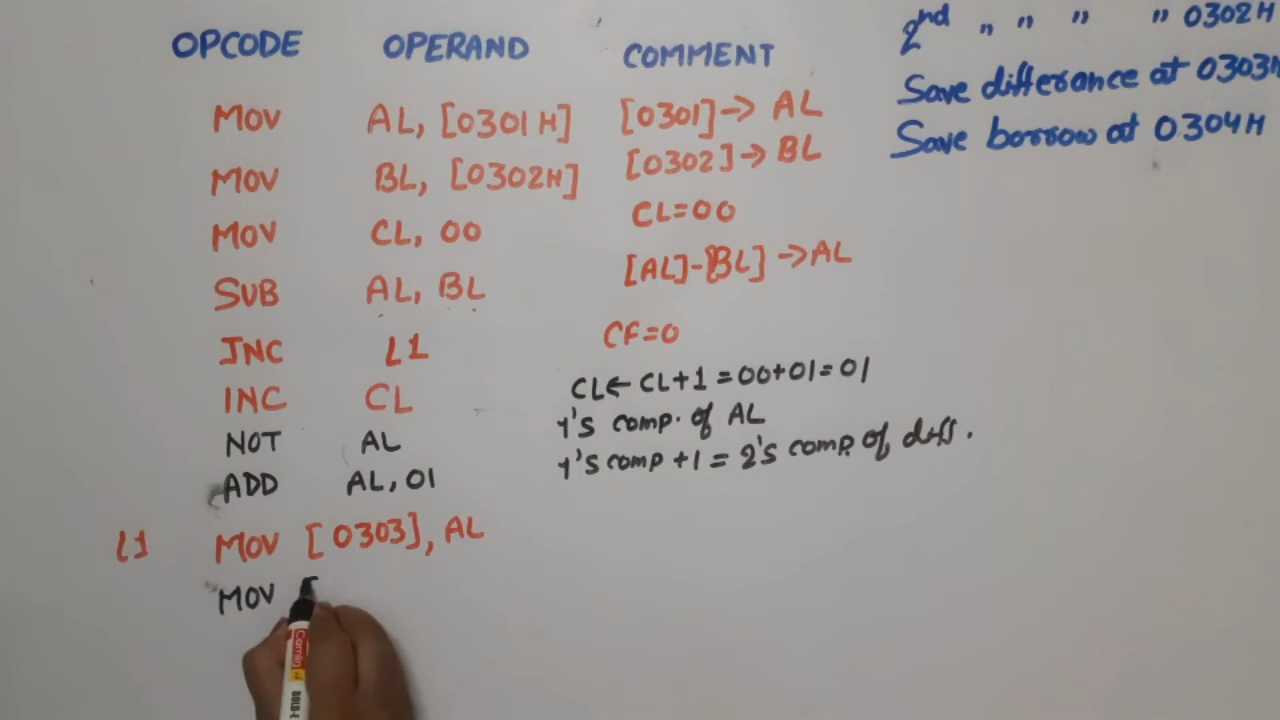 OPCODE OPERAND COMMENT
MOV AL, [0301H] [0301]→ AL
MOV BL, [0302H] [0302]→ BL
MOV CL, 00 CL=00
SUB AL, BL [AL]-[BL] →AL
JNC L1 CF=0
INC CL CL← CL+1 =00+01=01
NOT AL 1'S comp. of AL
ADD AL, 01 1'S comp +1 = 2'S comp. of diff.
L1 MOV [0303], AL
MOV [
2nd " " " " 0302H
Save differance at 0303H
Save borrow at 0304H
Camlin